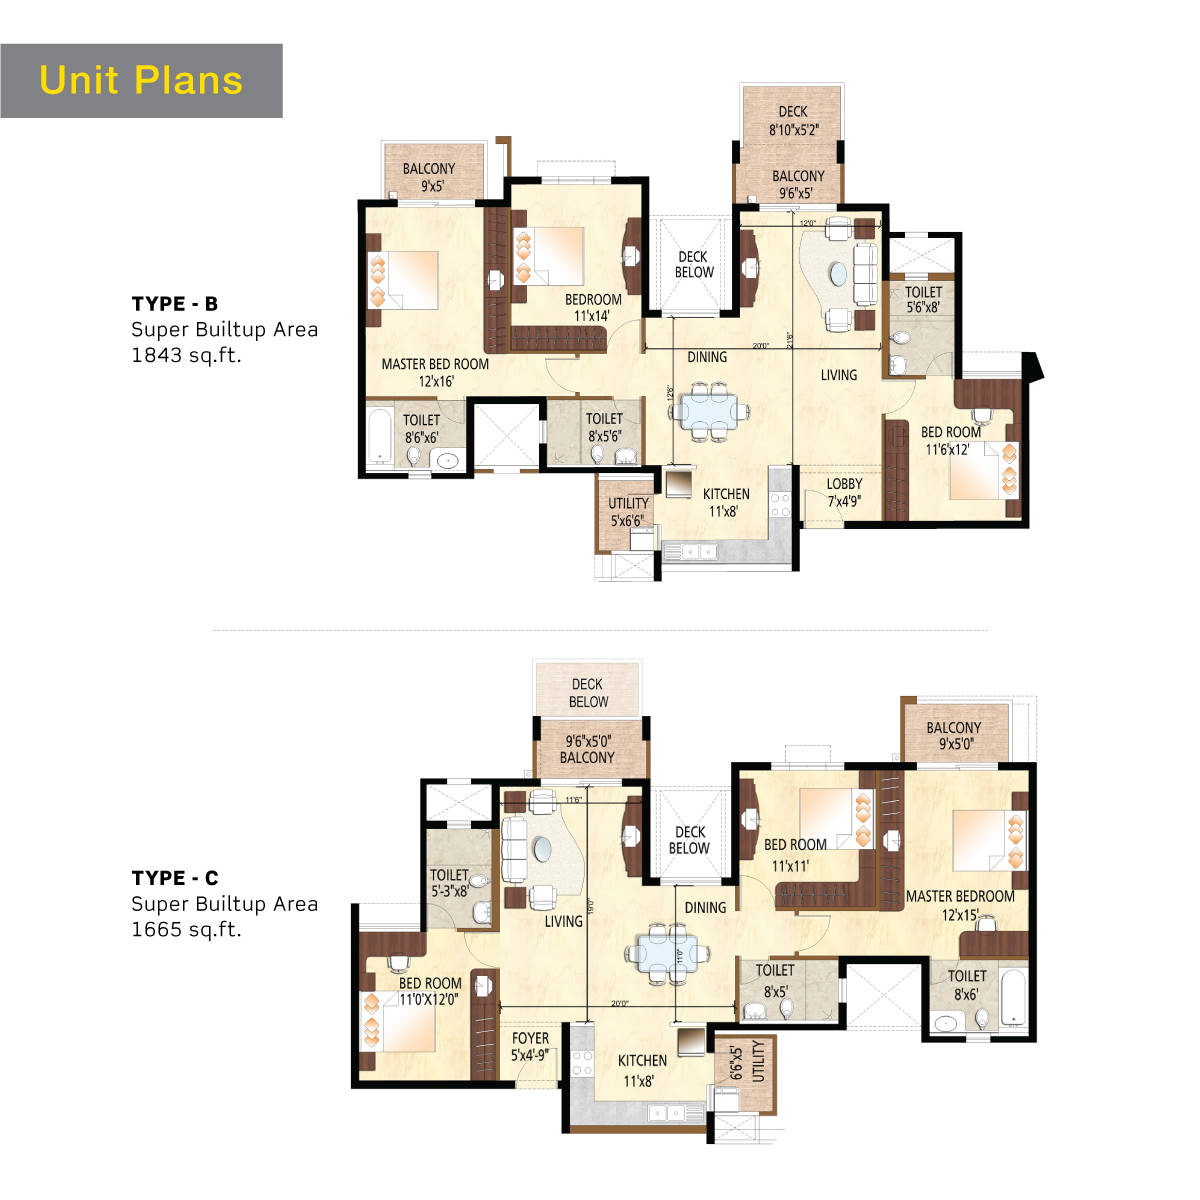 Unit Plans
DECK
8'10"x5'2"
BALCONY
9'x5'
BALCONY
9'6"x5'
12'0"
DECK
BELOW
TYPE - B
Super Builtup Area
1843 sq.ft.
BEDROOM
11'x14'
TOILET
5'6"x8'
21'6"
20'0"
DINING
MASTER BED ROOM
12'x16'
LIVING
12'6"
TOILET
8'6"x6'
TOILET
8'x5'6"
BED ROOM
11'6'x12'
LOBBY
7'x4'9"
KITCHEN
11'x8'
UTILITY
5'x6'6"
DECK
BELOW
9'6"x5'0"
BALCONY
BALCONY
9'x5'0"
11'6"
DECK
BELOW
BED ROOM
11'x11'
TYPE - C
Super Builtup Area
1665 sq.ft.
TOILET
5'-3"x8'
MASTER BEDROOM
12'x15'
19'0"
DINING
LIVING
11'0"
TOILET
8'x5'
TOILET
8'x6'
BED ROOM
11'0'X12'0"
20'0"
FOYER
5'x4'-9"
KITCHEN
11'x8'
6'6"x5'
UTILITY